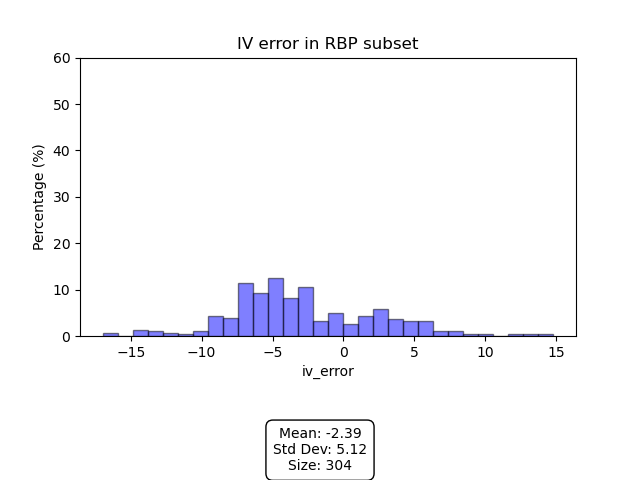 IV error in RBP subset
60
50
40
30
20
10
0
Percentage (%)
−15
−10
−5
0
5
10
15
iv_error
Mean: -2.39
Std Dev: 5.12
Size: 304